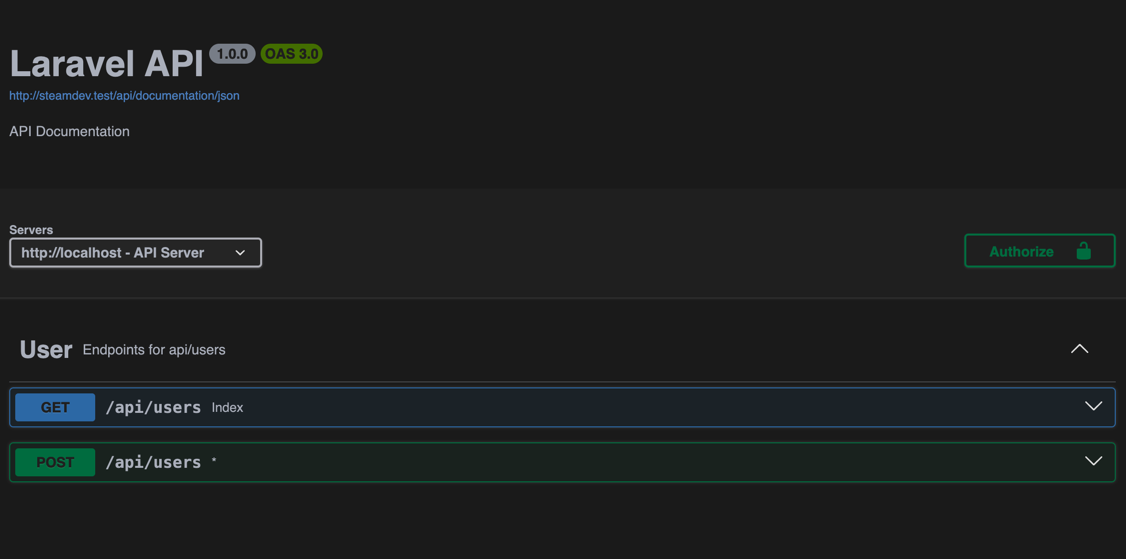 Laravel API 1.0.0 OAS 3.0
http://steamdev.test/api/documentation/json
API Documentation
Servers
http://localhost - API Server
Authorize
User Endpoints for api/users
GET /api/users Index
POST /api/users *